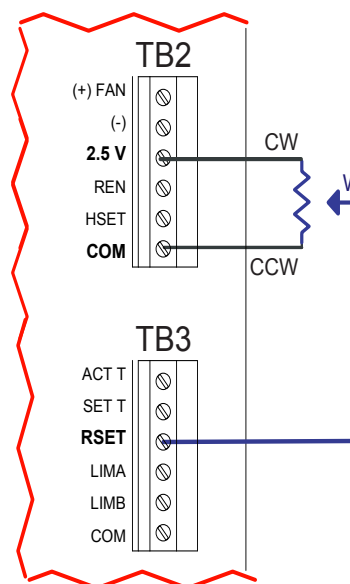 TB2
(+) FAN
(-)
2.5 V
REN
HSET
COM
CW
CCW
TB3
ACT T
SET T
RSET
LIMA
LIMB
COM